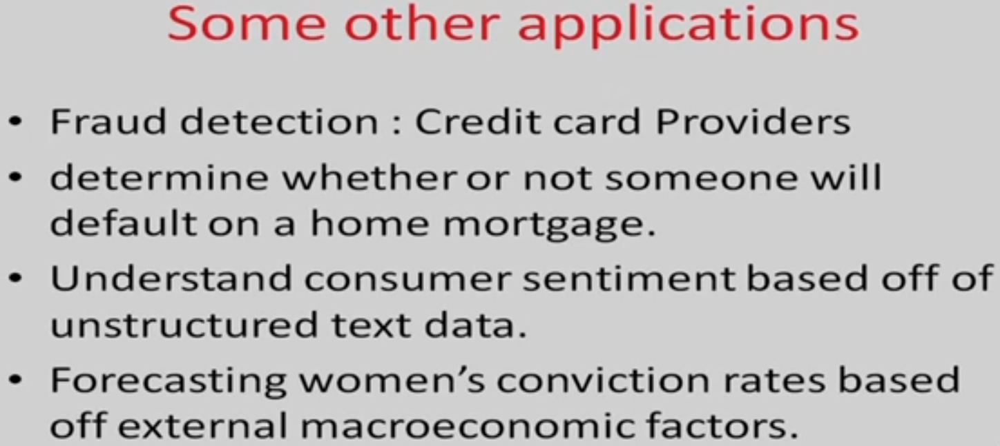 Some other applications
• Fraud detection : Credit card Providers
• determine whether or not someone will
default on a home mortgage.
• Understand consumer sentiment based off of
unstructured text data.
• Forecasting women’s conviction rates based
off external macroeconomic factors.